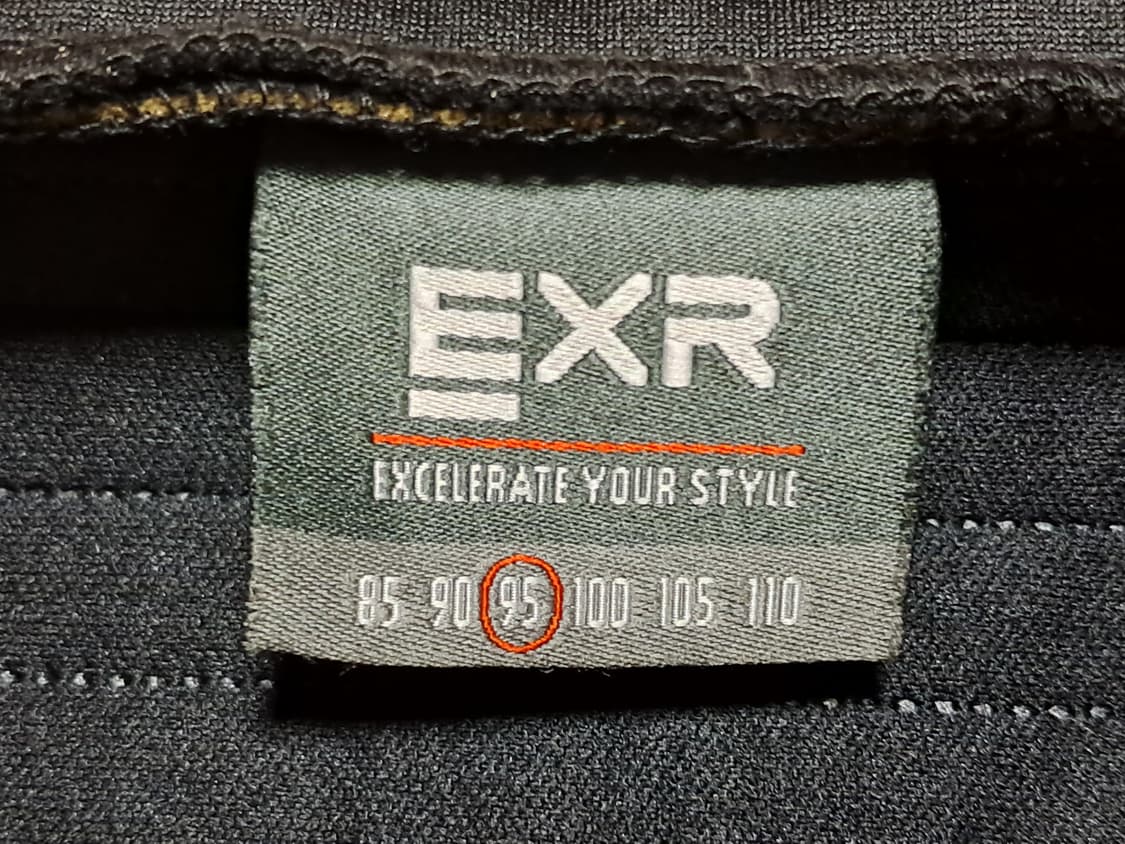 EXR
EXCELERATE YOUR STYLE
85 90 95 100 105 110